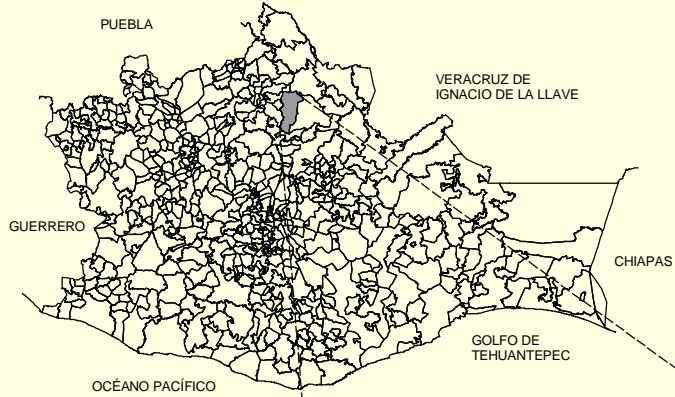 PUEBLA
VERACRUZ DE
IGNACIO DE LA LLAVE
GUERRERO
CHIAPAS
GOLFO DE
TEHUANTEPEC
OCÉANO PACÍFICO